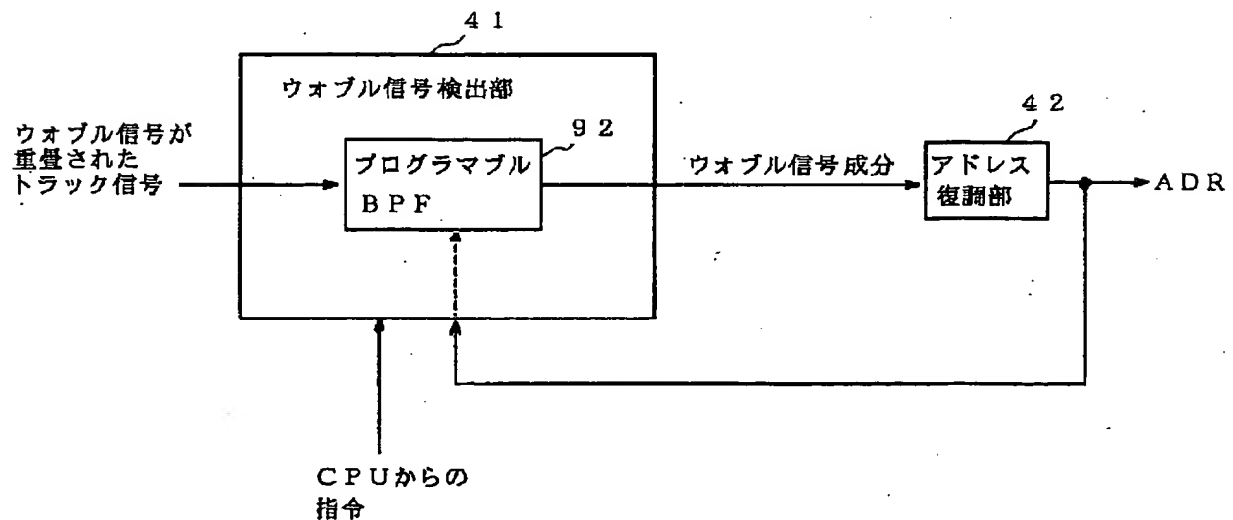 41
ウォブル信号検出部
ウォブル信号が
重畳された
トラック信号
92
プログラマブル
BPF
ウォブル信号成分
42
アドレス
復調部
ADR
CPUからの
指令